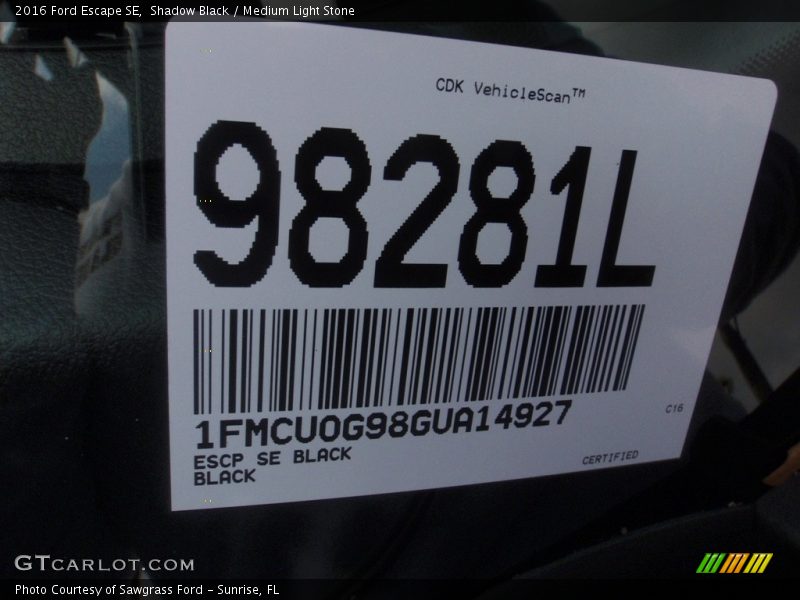 2016 Ford Escape SE,  Shadow Black / Medium Light Stone
CDK VehicleScan™
98281L
1FMCU0G98GUA14927
C16
ESCP SE BLACK
CERTIFIED
BLACK
GTCARLOT.COM
Photo Courtesy of Sawgrass Ford - Sunrise, FL